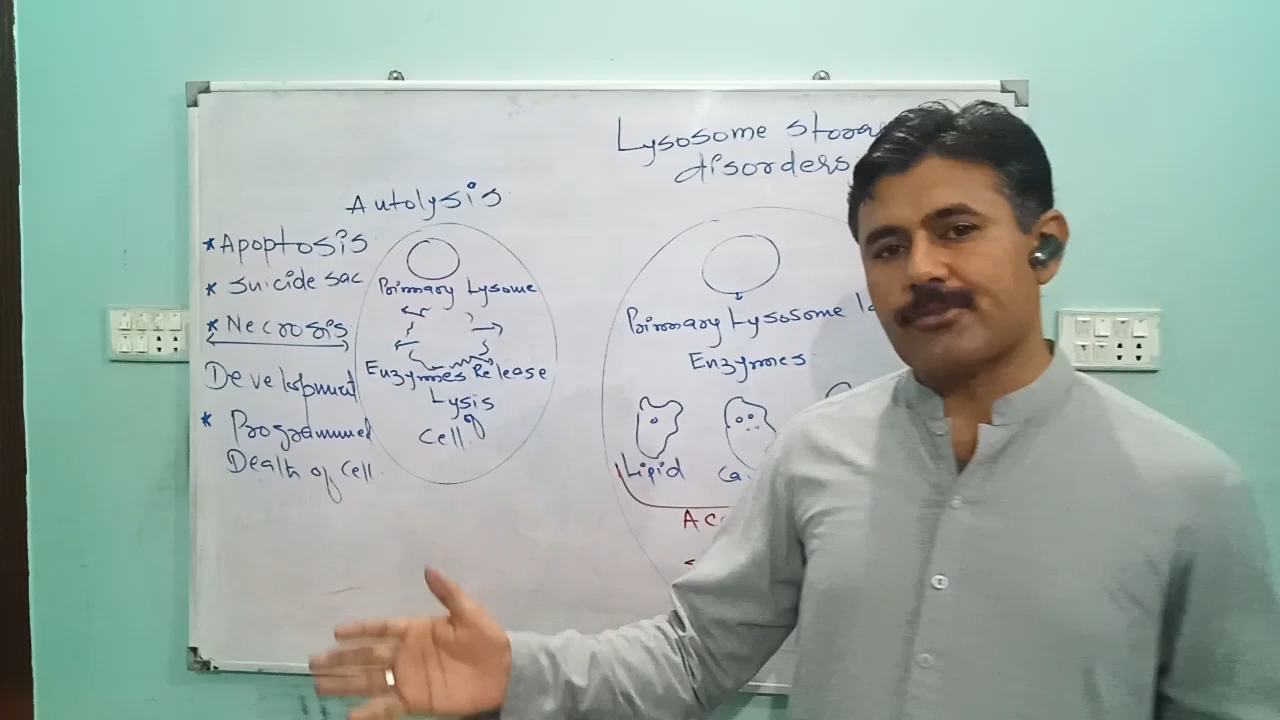 Autolysis
* Apoptosis
* Suicide sac
* Necrosis
Development
* Programmed
Death of Cell.
Primary Lysome
Enzymes Release
Lysis
of
Cell.
Lysosome
disorders
Primary Lysosome
Enzymes.
Lipid